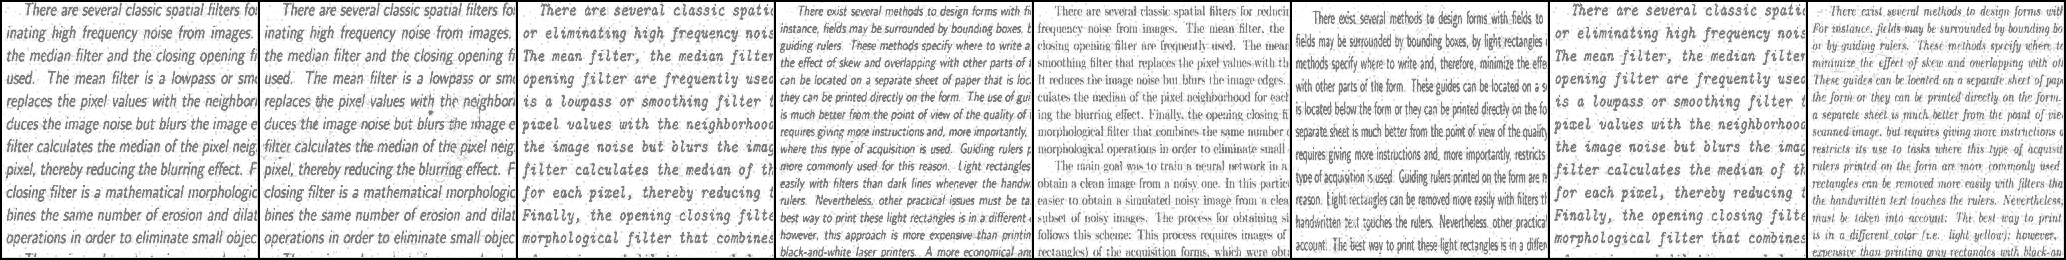 There are several classic spatial filters fo
inating high frequency noise from images.
the median filter and the closing opening fi
used. The mean filter is a lowpass or smo
replaces the pixel values with the neighbor
duces the image noise but blurs the image e
filter calculates the median of the pixel neig
pixel, thereby reducing the blurring effect. F
closing filter is a mathematical morphologic
bines the same number of erosion and dilat
operations in order to eliminate small objec
There are several classic spatial filters fo
inating high frequency noise from images.
the median filter and the closing opening fi
used. The mean filter is a lowpass or smo
replaces the pixel values with the neighbor
duces the image noise but blurs the image e
filter calculates the median of the pixel neig
pixel, thereby reducing the blurring effect. F
closing filter is a mathematical morphologic
bines the same number of erosion and dilat
operations in order to eliminate small objec
There are several classic spatia
or eliminating high frequency nois
The mean filter, the median filter
opening filter are frequently used
is a lowpass or smoothing filter t
pixel values with the neighborhood
the image noise but blurs the imag
filter calculates the median of th
for each pixel, thereby reducing t
Finally, the opening closing filte
morphological filter that combines
There exist several methods to design forms with fi
instance, fields may be surrounded by bounding boxes, b
guiding rulers. These methods specify where to write a
the effect of skew and overlapping with other parts of t
can be located on a separate sheet of paper that is loc
they can be printed directly on the form. The use of gui
is much better from the point of view of the quality of t
requires giving more instructions and, more importantly,
where this type of acquisition is used. Guiding rulers p
more commonly used for this reason. Light rectangles
easily with filters than dark lines whenever the handw
rulers. Nevertheless, other practical issues must be ta
best way to print these light rectangles is in a different
however, this approach is more expensive than printin
black-and-white laser printers. A more economical an
There are several classic spatial filters for reducin
frequency noise from images. The mean filter, the
closing opening filter are frequently used. The mean
smoothing filter that replaces the pixel values with th
It reduces the image noise but blurs the image edges.
culates the median of the pixel neighborhood for each
ing the blurring effect. Finally, the opening closing fi
morphological filter that combines the same number o
morphological operations in order to eliminate small
The main goal was to train a neural network in a
obtain a clean image from a noisy one. In this partic
easier to obtain a simulated noisy image from a clea
subset of noisy images. The process for obtaining si
follows this scheme: This process requires images of
rectangles) of the acquisition forms, which were obt
There exist several methods to design forms with fields to
fields may be surrounded by bounding boxes, by light rectangles
methods specify where to write and, therefore, minimize the effe
with other parts of the form. These guides can be located on a s
is located below the form or they can be printed directly on the fo
separate sheet is much better from the point of view of the quality
requires giving more instructions and, more importantly, restricts
type of acquisition is used. Guiding rulers printed on the form are m
reason. Light rectangles can be removed more easily with filters th
handwritten text touches the rulers. Nevertheless, other practical
account. The best way to print these light rectangles is in a differ
There are several classic spatia
or eliminating high frequency nois
The mean filter, the median filter
opening filter are frequently used
is a lowpass or smoothing filter t
pixel values with the neighborhood
the image noise but blurs the imag
filter calculates the median of th
for each pixel, thereby reducing t
Finally, the opening closing filte
morphological filter that combines
There exist several methods to design forms with
For instance, fields may be surrounded by bounding bo
or by guiding rulers. These methods specify where t
minimize the effect of skew and overlapping with ot
These guides can be located on a separate sheet of pap
the form or they can be printed directly on the form.
a separate sheet is much better from the point of vie
scanned image, but requires giving more instructions a
restricts its use to tasks where this type of acquisit
rulers printed on the form are more commonly used
rectangles can be removed more easily with filters tha
the handwritten text touches the rulers. Nevertheless,
must be taken into account: The best way to print
is in a different color (i.e. light yellow); however,
expensive than printing gray rectangles with black-an